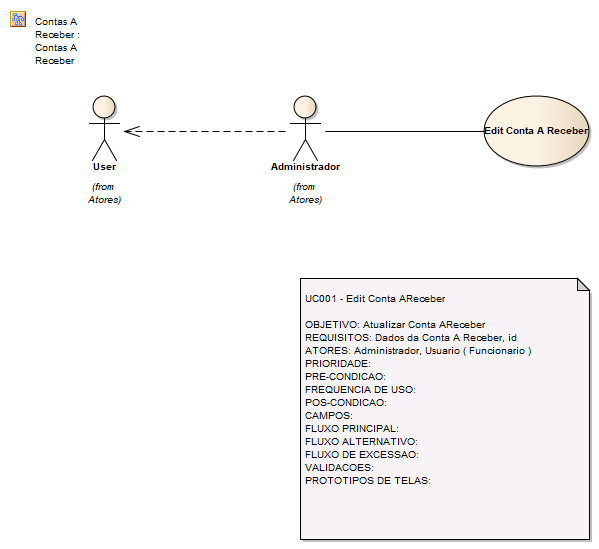 Contas A
Receber :
Contas A
Receber
User
(from
Atores)
Administrador
(from
Atores)
Edit Conta A Receber
UC001 - Edit Conta AReceber
OBJETIVO: Atualizar Conta AReceber
REQUISITOS: Dados da Conta A Receber, id
ATORES: Administrador, Usuario ( Funcionario )
PRIORIDADE:
PRE-CONDICAO:
FREQUENCIA DE USO:
POS-CONDICAO:
CAMPOS:
FLUXO PRINCIPAL:
FLUXO ALTERNATIVO:
FLUXO DE EXCESSAO:
VALIDACOES:
PROTOTIPOS DE TELAS: